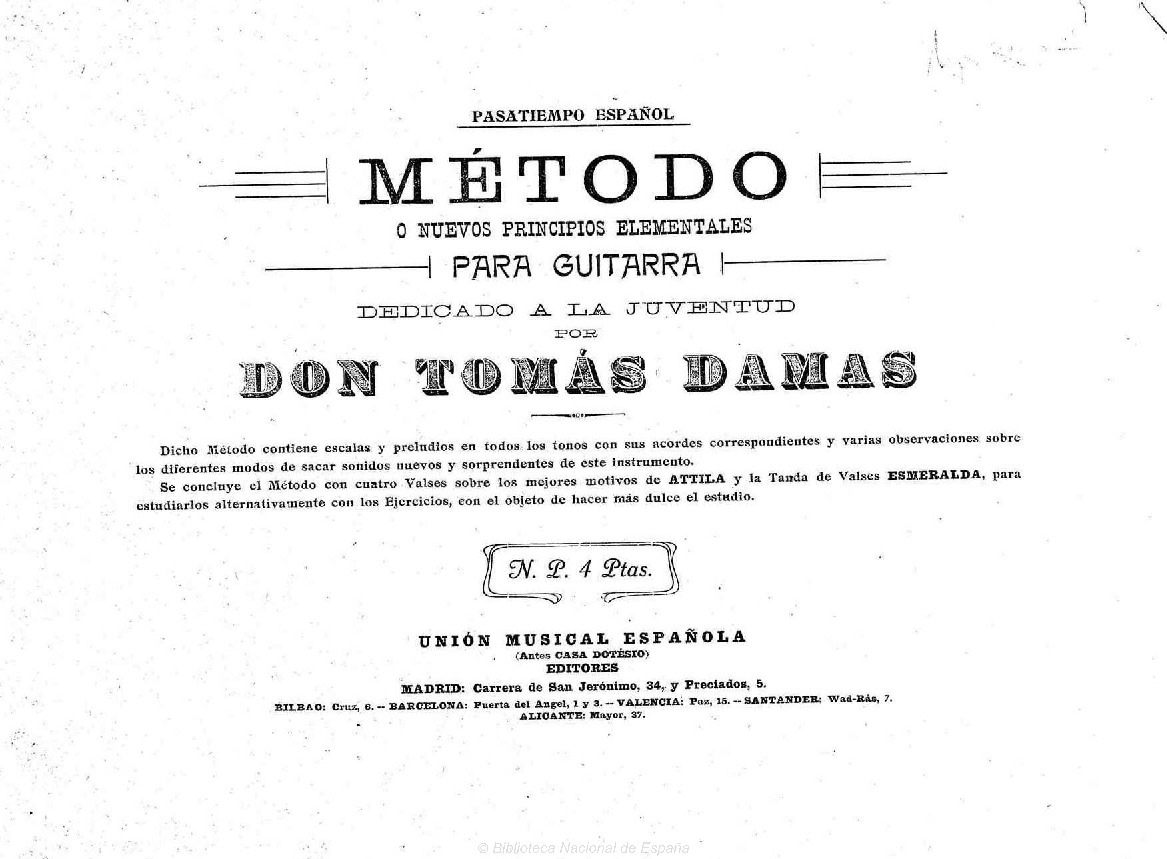 PASATIEMPO ESPAÑOL
MÉTODO
O NUEVOS PRINCIPIOS ELEMENTALES
PARA GUITARRA
DEDICADO A LA JUVENTUD
POR
DON TOMÁS DAMAS
Dicho Método contiene escalas y preludios en todos los tonos con sus acordes correspondientes y varias observaciones sobre
los diferentes modos de sacar sonidos nuevos y sorprendentes de este instrumento.
Se concluye el Método con cuatro Valses sobre los mejores motivos de ATTILA y la Tanda de Valses ESMERALDA, para
estudiarlos alternativamente con los Ejercicios, con el objeto de hacer más dulce el estudio.
N. P. 4 Ptas.
UNIÓN MUSICAL ESPAÑOLA
(Antes CASA DOTÉSIO)
EDITORES
MADRID: Carrera de San Jerónimo, 34, y Preciados, 5.
BILBAO: Cruz, 6. -- BARCELONA: Puerta del Angel, 1 y 3. -- VALENCIA: Paz, 15. -- SANTANDER: Wad-Rás, 7.
ALICANTE: Mayor, 37.
© Biblioteca Nacional de España